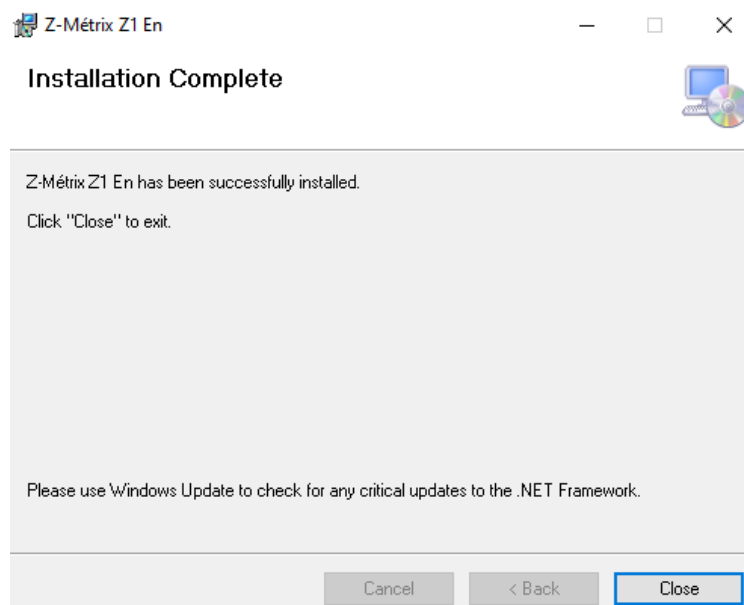 Z-Métrix Z1 En
Installation Complete
Z-Métrix Z1 En has been successfully installed.
Click "Close" to exit.
Please use Windows Update to check for any critical updates to the .NET Framework.
Cancel
< Back
Close